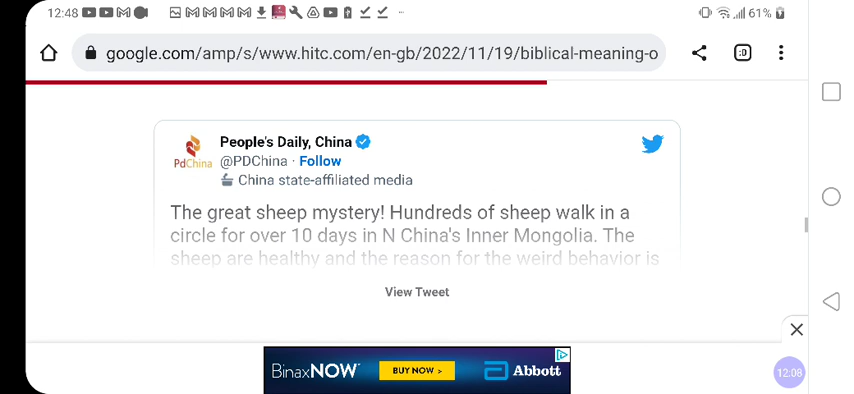 12:48
61%
google.com/amp/s/www.hitc.com/en-gb/2022/11/19/biblical-meaning-o
:D
PdChina
People's Daily, China
@PDChina · Follow
China state-affiliated media
The great sheep mystery! Hundreds of sheep walk in a
circle for over 10 days in N China's Inner Mongolia. The
sheep are healthy and the reason for the weird behavior is
View Tweet
BinaxNOW BUY NOW > Abbott
12:08